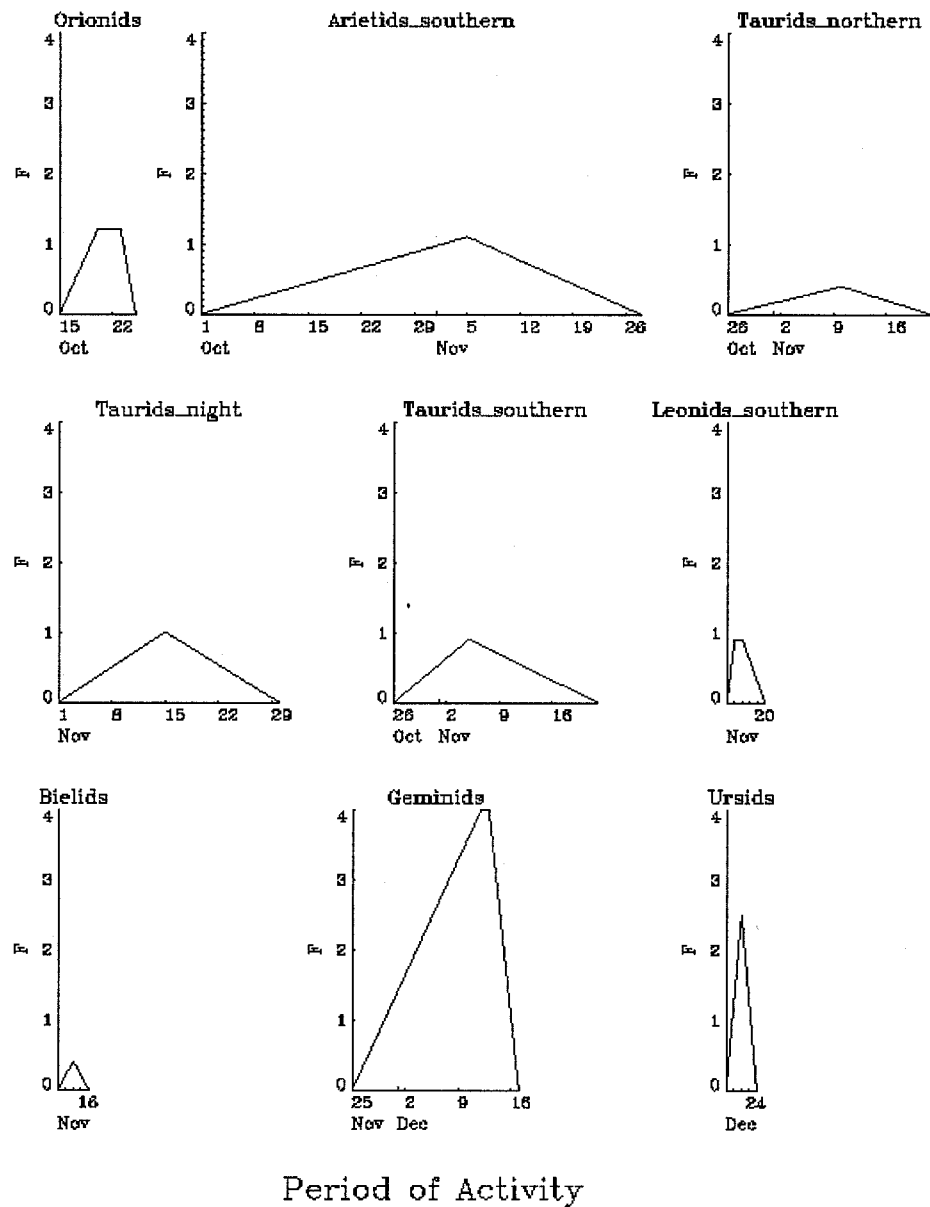 Orionids Arietids_southern Taurids_northern
4 4 4
3 3 3
F 2 F 2 F 2
1 1 1
0 0 0
15 22 1 8 15 22 29 5 12 19 26 26 2 9 16
Oct Oct Nov Oct Nov
Taurids_night Taurids_southern Leonids_southern
4 4 4
3 3 3
F 2 F 2 F 2
1 1 1
0 0 0
1 8 15 22 29 26 2 9 16 20
Nov Oct Nov Nov
Bielids Geminids Ursids
4 4 4
3 3 3
F 2 F 2 F 2
1 1 1
0 0 0
16 25 2 9 16 24
Nov Nov Dec Dec
Period of Activity